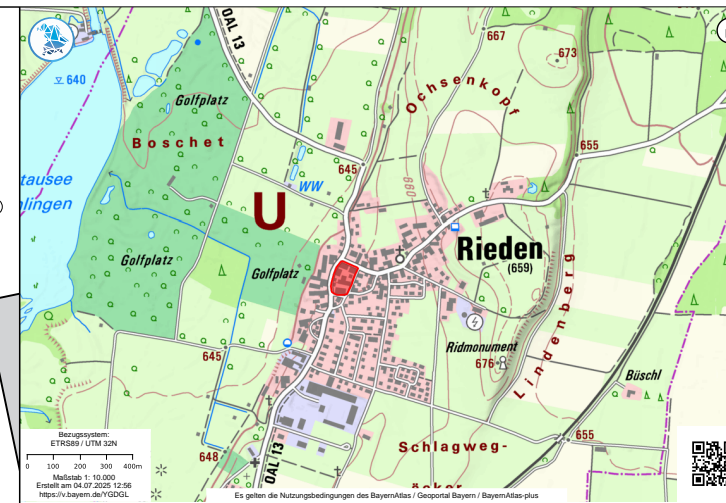 OAL 13
667
673
640
Golfplatz
Ochsenkopf
Boschet
655
645
tausee
WW
660
lingen
U
Rieden
(659)
Golfplatz
Golfplatz
Lindenberg
Ridmonument
645
676
Büschl
Bezugssystem:
ETRS89 / UTM 32N
0 100 200 300 400m
Maßstab 1: 10.000
Erstellt am 04.07.2025 12:56
https://v.bayern.de/YGDGL
648
OAL 13
Schlagweg-
655
äcker
Es gelten die Nutzungsbedingungen des BayernAtlas / Geoportal Bayern / BayernAtlas-plus